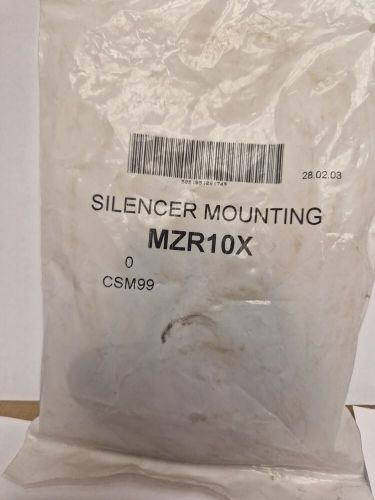 28.02.03
SILENCER MOUNTING
MZR10X
0
CSM99